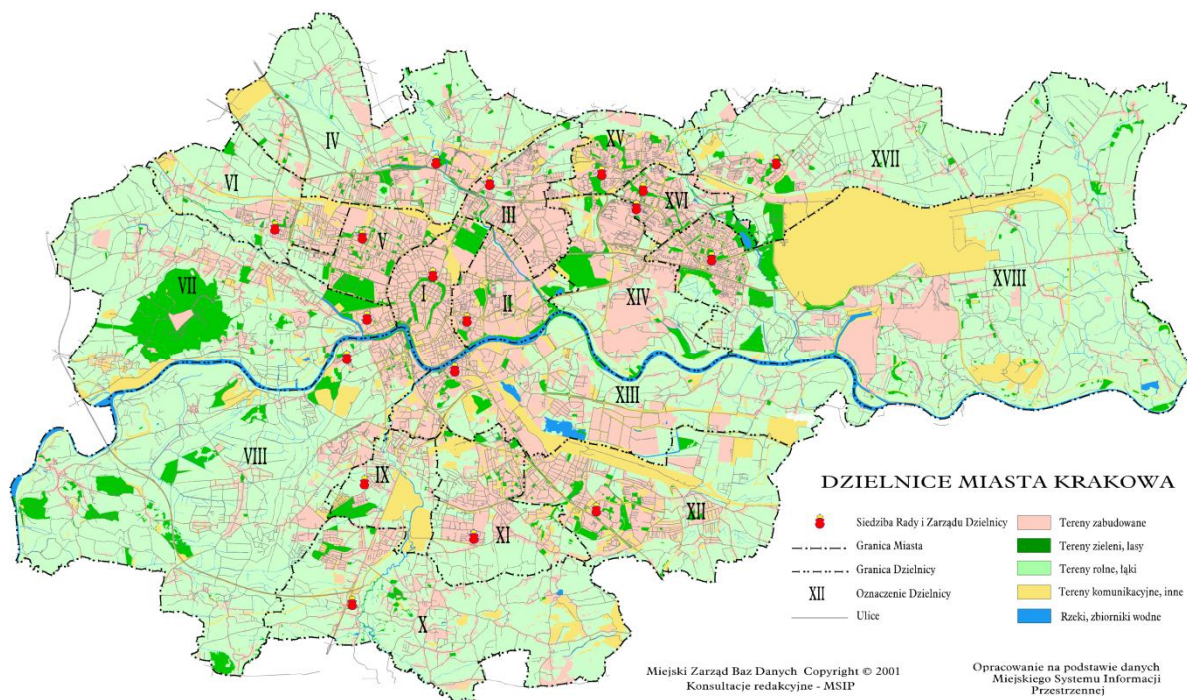 IV
XV
XVII
VI
III
XVI
V
VII
I
II
XIV
XVIII
XIII
VIII
IX
XII
XI
X
DZIELNICE MIASTA KRAKOWA
Siedziba Rady i Zarządu Dzielnicy
Granica Miasta
Granica Dzielnicy
XII Oznaczenie Dzielnicy
Ulice
Tereny zabudowane
Tereny zieleni, lasy
Tereny rolne, łąki
Tereny komunikacyjne, inne
Rzeki, zbiorniki wodne
Miejski Zarząd Baz Danych Copyright © 2001
Konsultacje redakcyjne - MSIP
Opracowanie na podstawie danych
Miejskiego Systemu Informacji
Przestrzennej